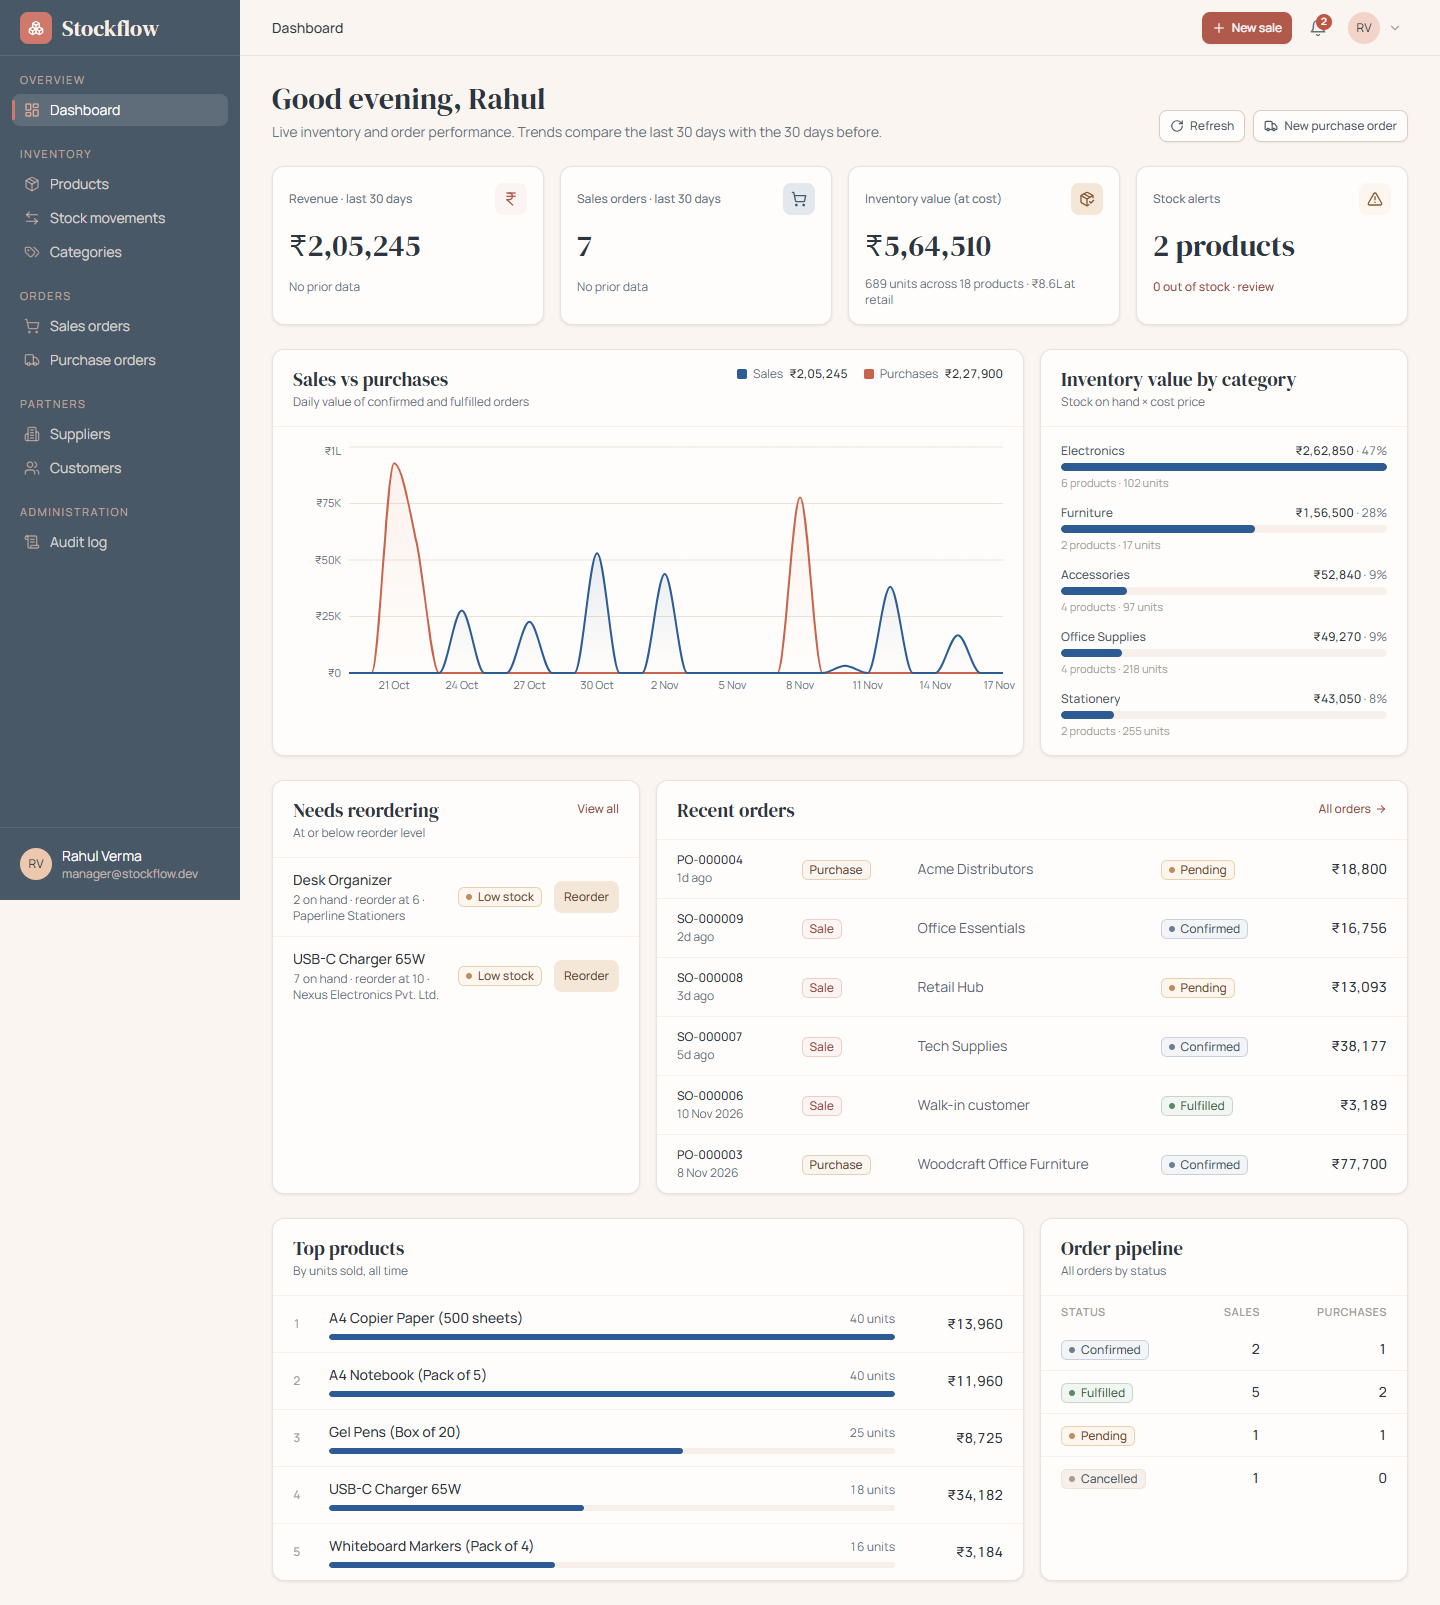 Stockflow
OVERVIEW
Dashboard
INVENTORY
Products
Stock movements
Categories
ORDERS
Sales orders
Purchase orders
PARTNERS
Suppliers
Customers
ADMINISTRATION
Audit log
RV
Rahul Verma
manager@stockflow.dev
Dashboard
New sale
2
RV
Good evening, Rahul
Live inventory and order performance. Trends compare the last 30 days with the 30 days before.
Refresh
New purchase order
Revenue · last 30 days
₹
₹2,05,245
No prior data
Sales orders · last 30 days
7
No prior data
Inventory value (at cost)
₹5,64,510
689 units across 18 products · ₹8.6L at
retail
Stock alerts
2 products
0 out of stock · review
Sales vs purchases
Daily value of confirmed and fulfilled orders
Sales ₹2,05,245
Purchases ₹2,27,900
₹1L
₹75K
₹50K
₹25K
₹0
21 Oct
24 Oct
27 Oct
30 Oct
2 Nov
5 Nov
8 Nov
11 Nov
14 Nov
17 Nov
Inventory value by category
Stock on hand × cost price
Electronics ₹2,62,850 · 47%
6 products · 102 units
Furniture ₹1,56,500 · 28%
2 products · 17 units
Accessories ₹52,840 · 9%
4 products · 97 units
Office Supplies ₹49,270 · 9%
4 products · 218 units
Stationery ₹43,050 · 8%
2 products · 255 units
Needs reordering
View all
At or below reorder level
Desk Organizer
2 on hand · reorder at 6 ·
Paperline Stationers
Low stock
Reorder
USB-C Charger 65W
7 on hand · reorder at 10 ·
Nexus Electronics Pvt. Ltd.
Low stock
Reorder
Recent orders
All orders →
PO-000004
1d ago
Purchase
Acme Distributors
Pending
₹18,800
SO-000009
2d ago
Sale
Office Essentials
Confirmed
₹16,756
SO-000008
3d ago
Sale
Retail Hub
Pending
₹13,093
SO-000007
5d ago
Sale
Tech Supplies
Confirmed
₹38,177
SO-000006
10 Nov 2026
Sale
Walk-in customer
Fulfilled
₹3,189
PO-000003
8 Nov 2026
Purchase
Woodcraft Office Furniture
Confirmed
₹77,700
Top products
By units sold, all time
1 A4 Copier Paper (500 sheets) 40 units ₹13,960
2 A4 Notebook (Pack of 5) 40 units ₹11,960
3 Gel Pens (Box of 20) 25 units ₹8,725
4 USB-C Charger 65W 18 units ₹34,182
5 Whiteboard Markers (Pack of 4) 16 units ₹3,184
Order pipeline
All orders by status
STATUS SALES PURCHASES
Confirmed 2 1
Fulfilled 5 2
Pending 1 1
Cancelled 1 0